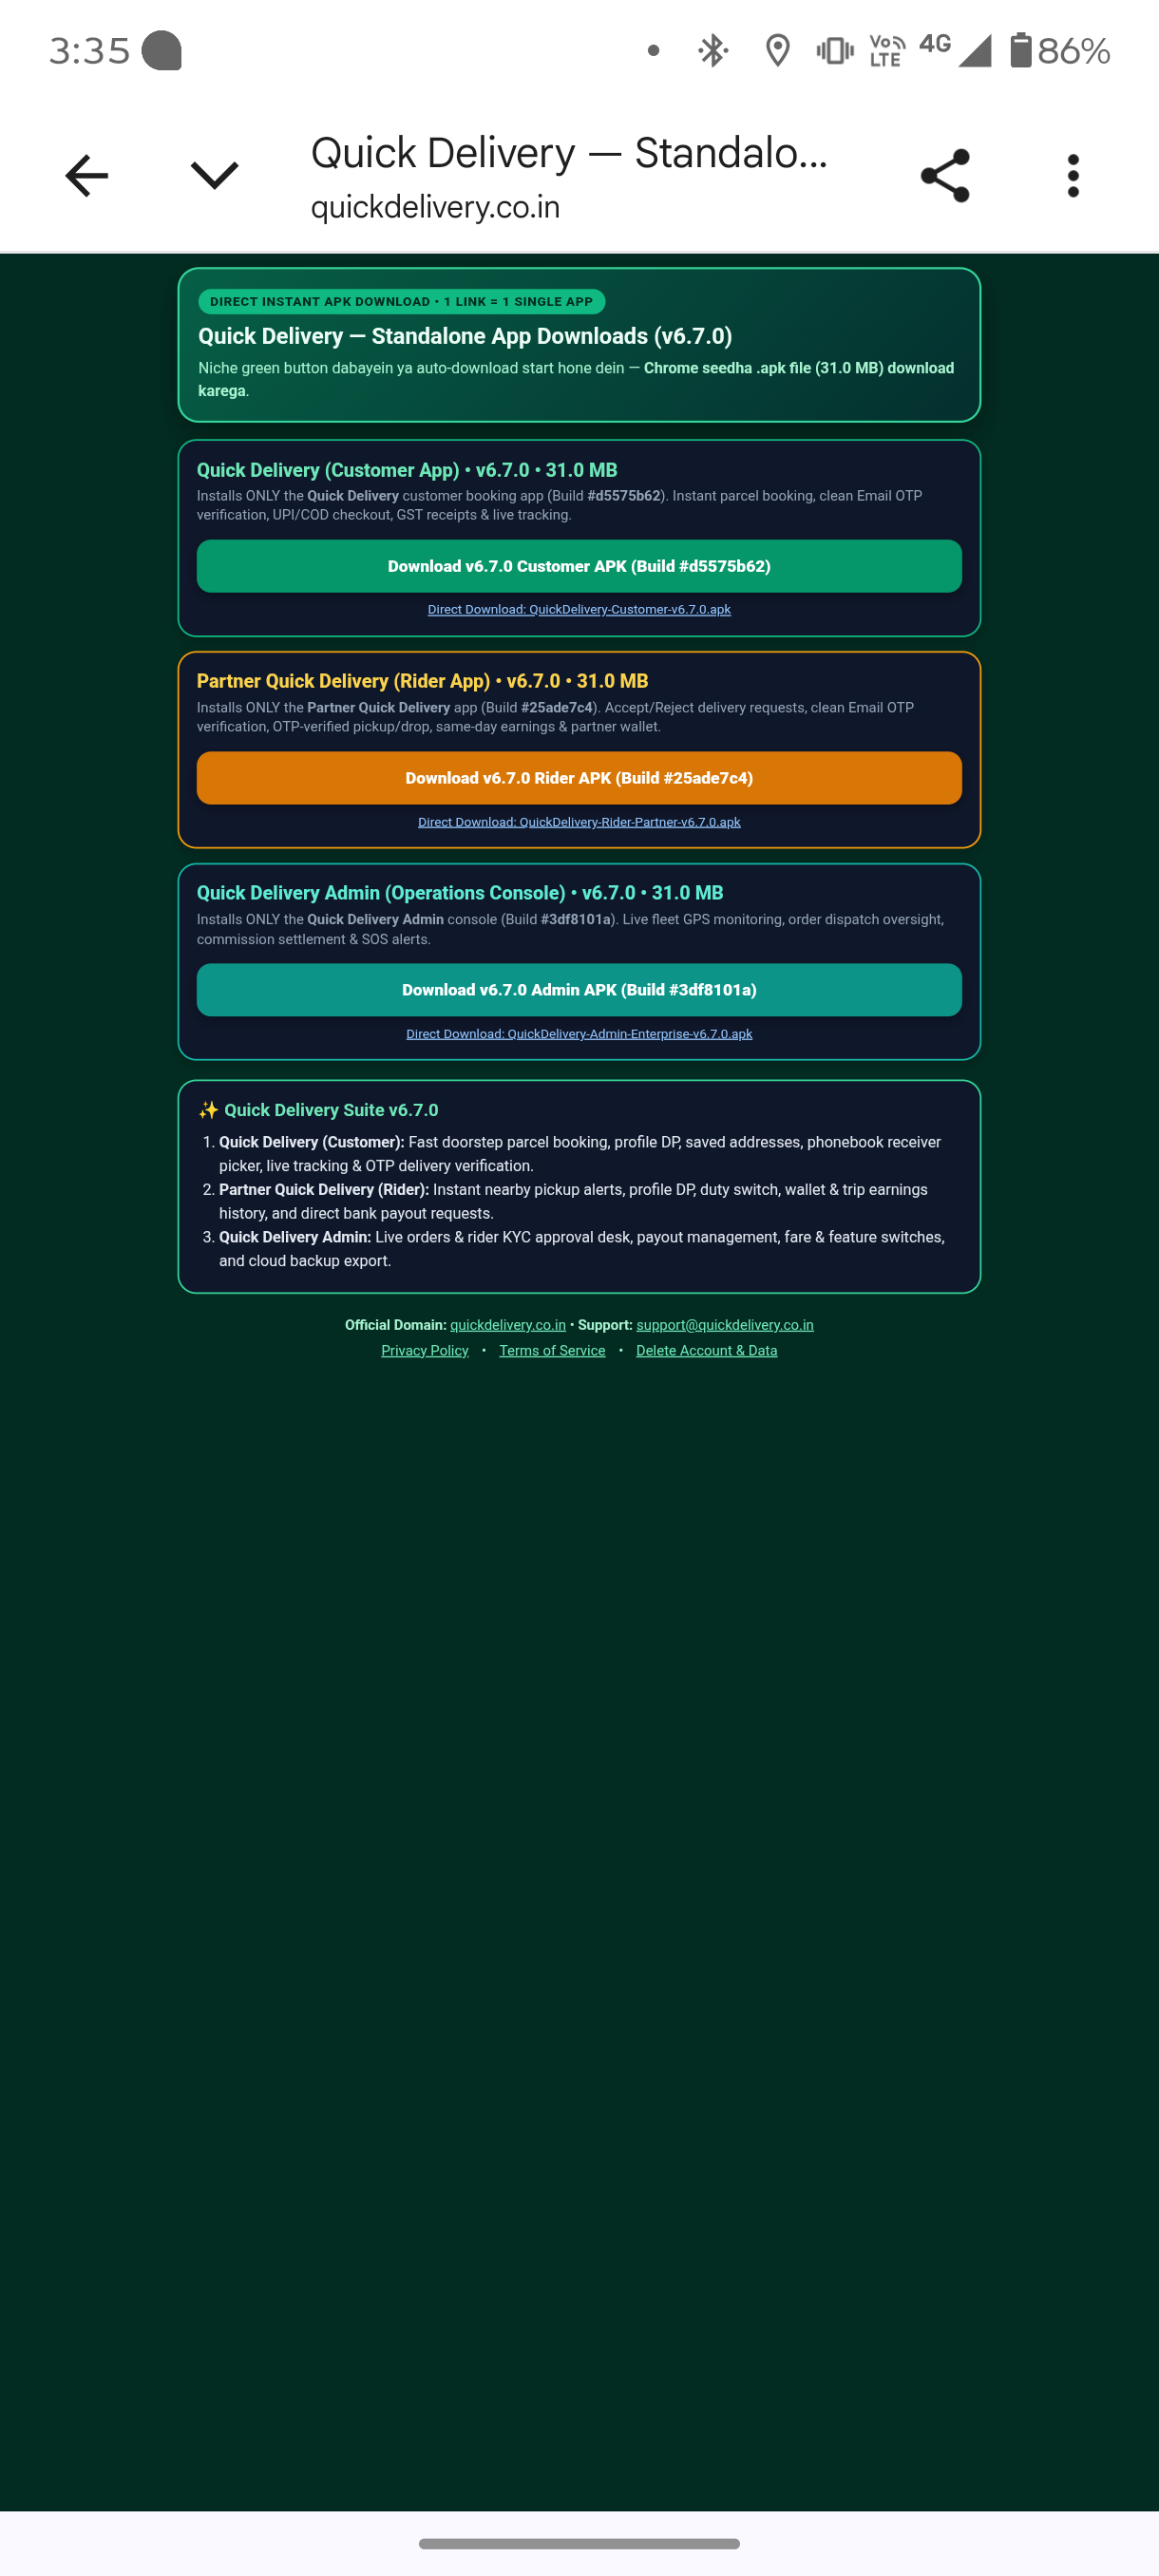 3:35
VoLTE 4G 86%
Quick Delivery — Standalo...
quickdelivery.co.in
DIRECT INSTANT APK DOWNLOAD • 1 LINK = 1 SINGLE APP
Quick Delivery — Standalone App Downloads (v6.7.0)
Niche green button dabayein ya auto-download start hone dein — Chrome seedha .apk file (31.0 MB) download
karega.
Quick Delivery (Customer App) • v6.7.0 • 31.0 MB
Installs ONLY the Quick Delivery customer booking app (Build #d5575b62). Instant parcel booking, clean Email OTP
verification, UPI/COD checkout, GST receipts & live tracking.
Download v6.7.0 Customer APK (Build #d5575b62)
Direct Download: QuickDelivery-Customer-v6.7.0.apk
Partner Quick Delivery (Rider App) • v6.7.0 • 31.0 MB
Installs ONLY the Partner Quick Delivery app (Build #25ade7c4). Accept/Reject delivery requests, clean Email OTP
verification, OTP-verified pickup/drop, same-day earnings & partner wallet.
Download v6.7.0 Rider APK (Build #25ade7c4)
Direct Download: QuickDelivery-Rider-Partner-v6.7.0.apk
Quick Delivery Admin (Operations Console) • v6.7.0 • 31.0 MB
Installs ONLY the Quick Delivery Admin console (Build #3df8101a). Live fleet GPS monitoring, order dispatch oversight,
commission settlement & SOS alerts.
Download v6.7.0 Admin APK (Build #3df8101a)
Direct Download: QuickDelivery-Admin-Enterprise-v6.7.0.apk
✨ Quick Delivery Suite v6.7.0
1. Quick Delivery (Customer): Fast doorstep parcel booking, profile DP, saved addresses, phonebook receiver
picker, live tracking & OTP delivery verification.
2. Partner Quick Delivery (Rider): Instant nearby pickup alerts, profile DP, duty switch, wallet & trip earnings
history, and direct bank payout requests.
3. Quick Delivery Admin: Live orders & rider KYC approval desk, payout management, fare & feature switches,
and cloud backup export.
Official Domain: quickdelivery.co.in • Support: support@quickdelivery.co.in
Privacy Policy • Terms of Service • Delete Account & Data